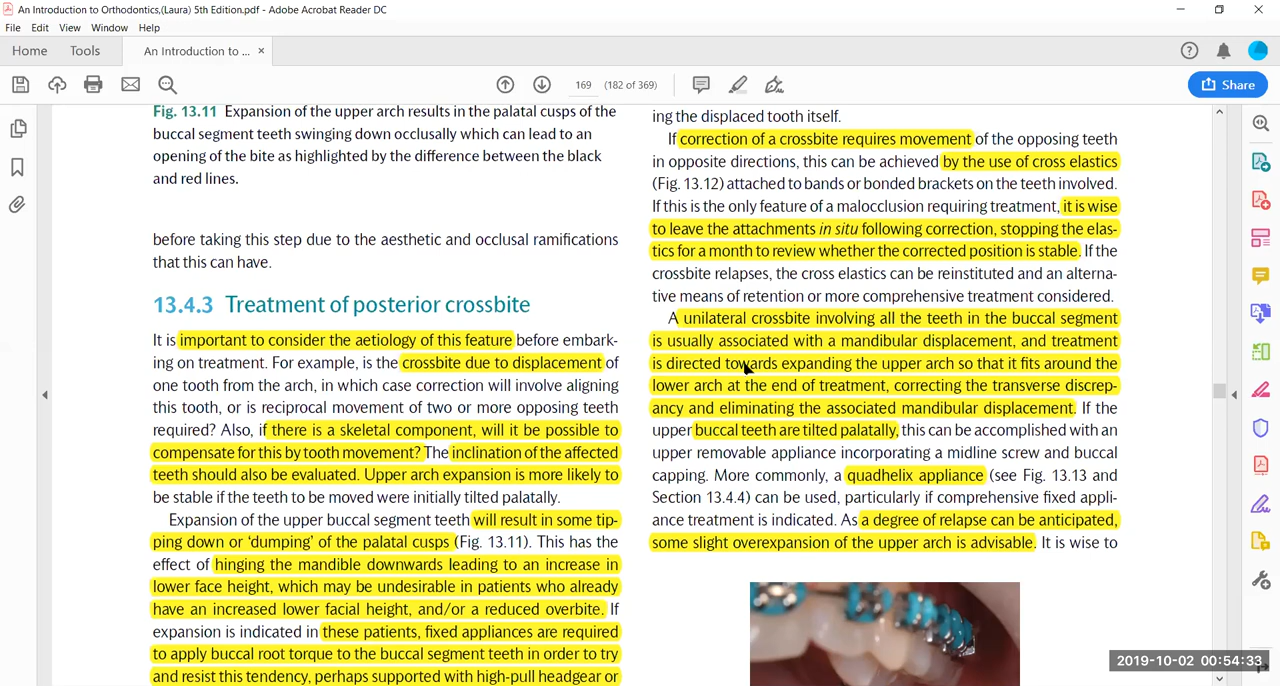 An Introduction to Orthodontics,(Laura) 5th Edition.pdf - Adobe Acrobat Reader DC
File Edit View Window Help
Home Tools An Introduction to ... ×
169 (182 of 369) Share
Fig. 13.11 Expansion of the upper arch results in the palatal cusps of the
buccal segment teeth swinging down occlusally which can lead to an
opening of the bite as highlighted by the difference between the black
and red lines.
before taking this step due to the aesthetic and occlusal ramifications
that this can have.
13.4.3 Treatment of posterior crossbite
It is important to consider the aetiology of this feature before embark-
ing on treatment. For example, is the crossbite due to displacement of
one tooth from the arch, in which case correction will involve aligning
this tooth, or is reciprocal movement of two or more opposing teeth
required? Also, if there is a skeletal component, will it be possible to
compensate for this by tooth movement? The inclination of the affected
teeth should also be evaluated. Upper arch expansion is more likely to
be stable if the teeth to be moved were initially tilted palatally.
Expansion of the upper buccal segment teeth will result in some tip-
ping down or ‘dumping’ of the palatal cusps (Fig. 13.11). This has the
effect of hinging the mandible downwards leading to an increase in
lower face height, which may be undesirable in patients who already
have an increased lower facial height, and/or a reduced overbite. If
expansion is indicated in these patients, fixed appliances are required
to apply buccal root torque to the buccal segment teeth in order to try
and resist this tendency, perhaps supported with high-pull headgear or
ing the displaced tooth itself.
If correction of a crossbite requires movement of the opposing teeth
in opposite directions, this can be achieved by the use of cross elastics
(Fig. 13.12) attached to bands or bonded brackets on the teeth involved.
If this is the only feature of a malocclusion requiring treatment, it is wise
to leave the attachments in situ following correction, stopping the elas-
tics for a month to review whether the corrected position is stable. If the
crossbite relapses, the cross elastics can be reinstituted and an alterna-
tive means of retention or more comprehensive treatment considered.
A unilateral crossbite involving all the teeth in the buccal segment
is usually associated with a mandibular displacement, and treatment
is directed towards expanding the upper arch so that it fits around the
lower arch at the end of treatment, correcting the transverse discrep-
ancy and eliminating the associated mandibular displacement. If the
upper buccal teeth are tilted palatally, this can be accomplished with an
upper removable appliance incorporating a midline screw and buccal
capping. More commonly, a quadhelix appliance (see Fig. 13.13 and
Section 13.4.4) can be used, particularly if comprehensive fixed appli-
ance treatment is indicated. As a degree of relapse can be anticipated,
some slight overexpansion of the upper arch is advisable. It is wise to
2019-10-02 00:54:33